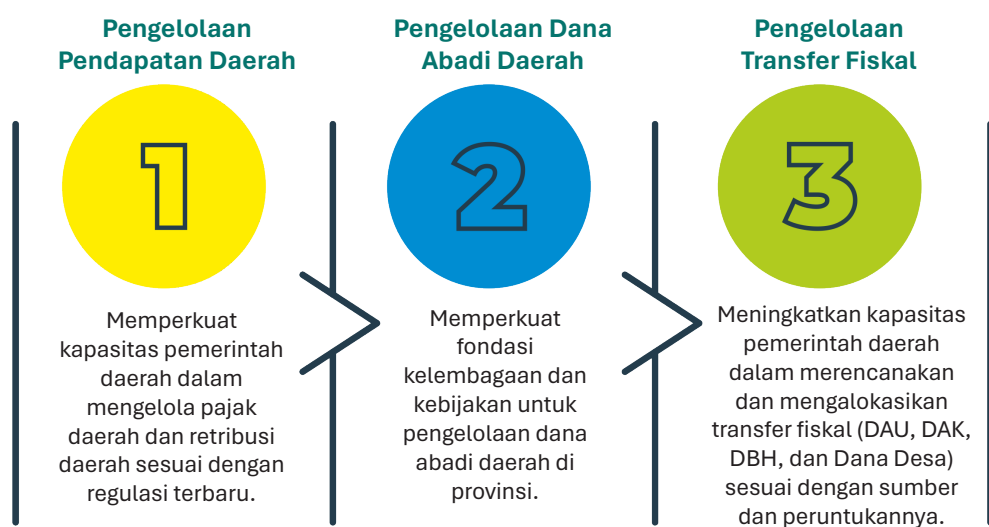 Pengelolaan
Pendapatan Daerah
1
Memperkuat
kapasitas pemerintah
daerah dalam
mengelola pajak
daerah dan retribusi
daerah sesuai dengan
regulasi terbaru.
Pengelolaan Dana
Abadi Daerah
2
Memperkuat
fondasi
kelembagaan dan
kebijakan untuk
pengelolaan dana
abadi daerah di
provinsi.
Pengelolaan
Transfer Fiskal
3
Meningkatkan kapasitas
pemerintah daerah
dalam merencanakan
dan mengalokasikan
transfer fiskal (DAU, DAK,
DBH, dan Dana Desa)
sesuai dengan sumber
dan peruntukannya.